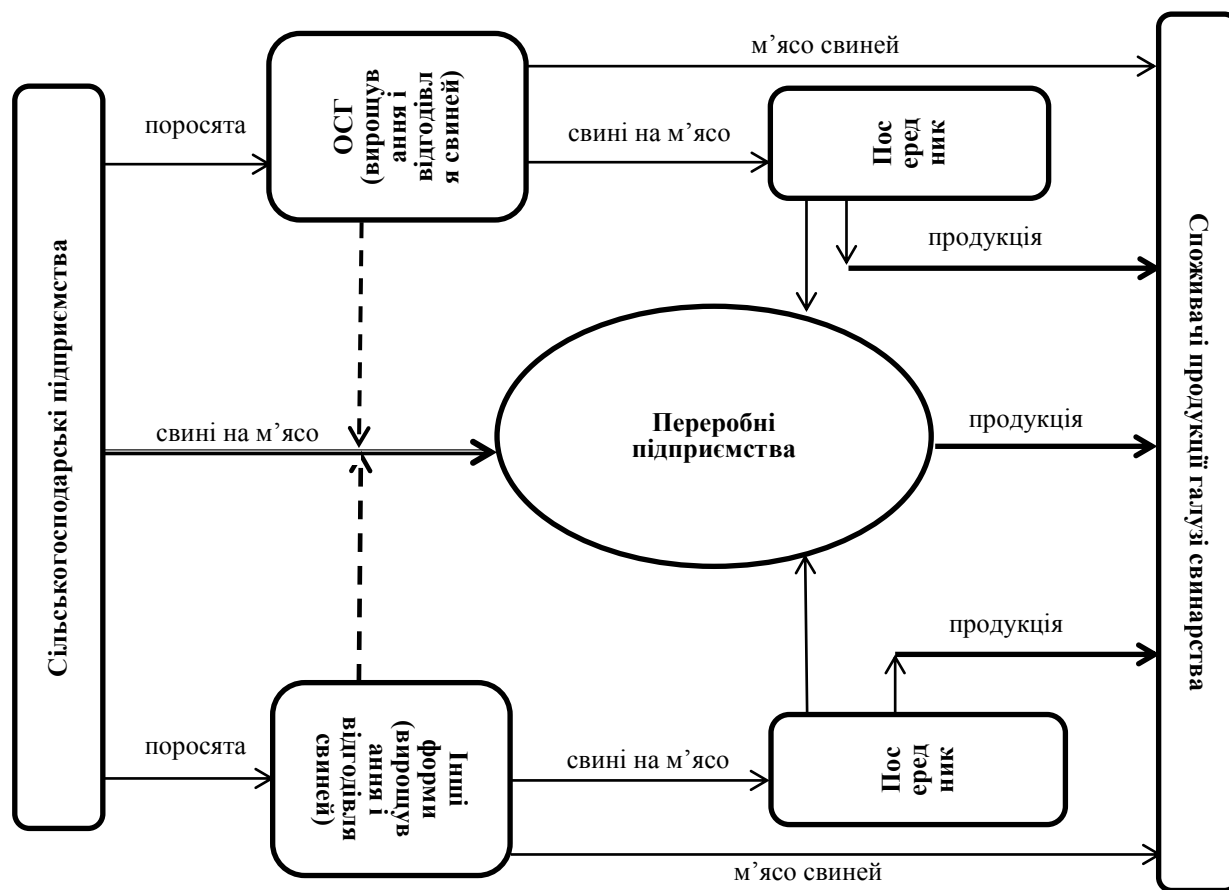 Сільськогосподарські підприємства
поросята
ОСГ
(вирощув
ання і
відгодівл
я свиней)
м’ясо свиней
свині на м’ясо
Пос
еред
ник
продукція
свині на м’ясо
Переробні
підприємства
продукція
поросята
Інші
форми
(вирощув
ання і
відгодівля
свиней)
свині на м’ясо
Пос
еред
ник
продукція
м’ясо свиней
Споживачі продукції галузі свинарства